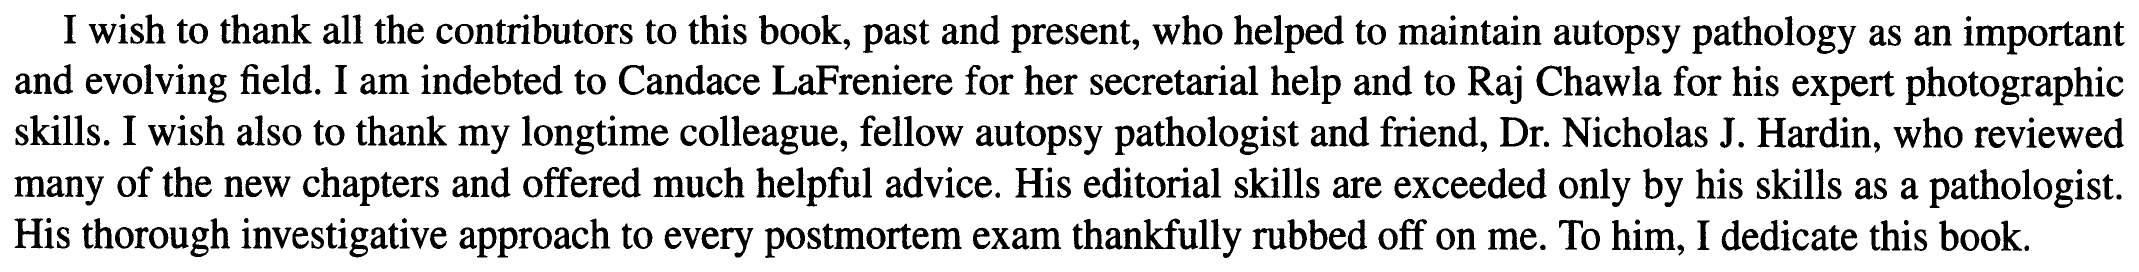 I wish to thank all the contributors to this book, past and present, who helped to maintain autopsy pathology as an important
and evolving field. I am indebted to Candace LaFreniere for her secretarial help and to Raj Chawla for his expert photographic
skills. I wish also to thank my longtime colleague, fellow autopsy pathologist and friend, Dr. Nicholas J. Hardin, who reviewed
many of the new chapters and offered much helpful advice. His editorial skills are exceeded only by his skills as a pathologist.
His thorough investigative approach to every postmortem exam thankfully rubbed off on me. To him, I dedicate this book.